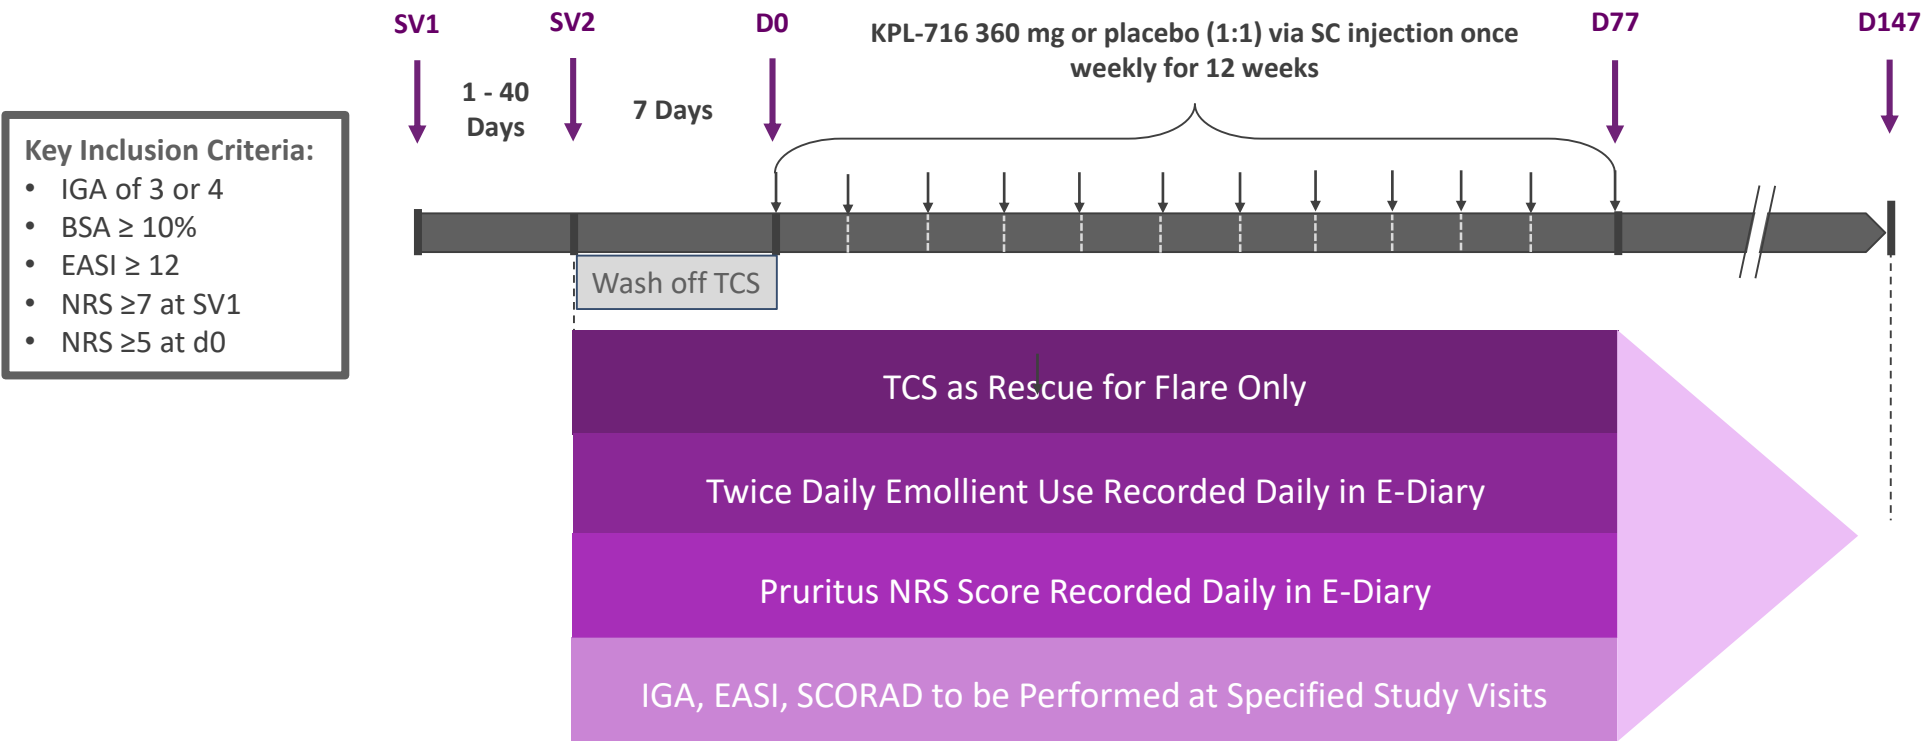 SV1
SV2
D0
KPL-716 360 mg or placebo (1:1) via SC injection once
weekly for 12 weeks
D77
D147
1 - 40
Days
7 Days
Key Inclusion Criteria:
• IGA of 3 or 4
• BSA ≥ 10%
• EASI ≥ 12
• NRS ≥7 at SV1
• NRS ≥5 at d0
Wash off TCS
TCS as Rescue for Flare Only
Twice Daily Emollient Use Recorded Daily in E-Diary
Pruritus NRS Score Recorded Daily in E-Diary
IGA, EASI, SCORAD to be Performed at Specified Study Visits